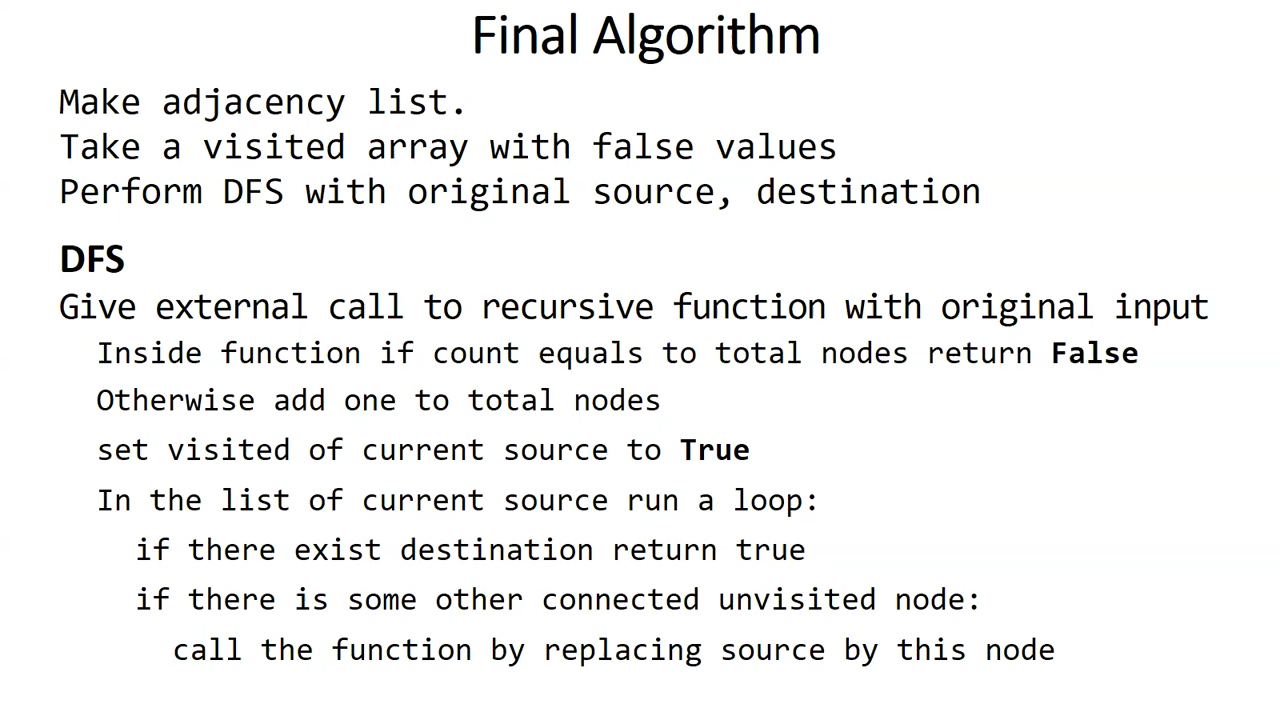 Final Algorithm
Make adjacency list.
Take a visited array with false values
Perform DFS with original source, destination
DFS
Give external call to recursive function with original input
Inside function if count equals to total nodes return False
Otherwise add one to total nodes
set visited of current source to True
In the list of current source run a loop:
if there exist destination return true
if there is some other connected unvisited node:
call the function by replacing source by this node